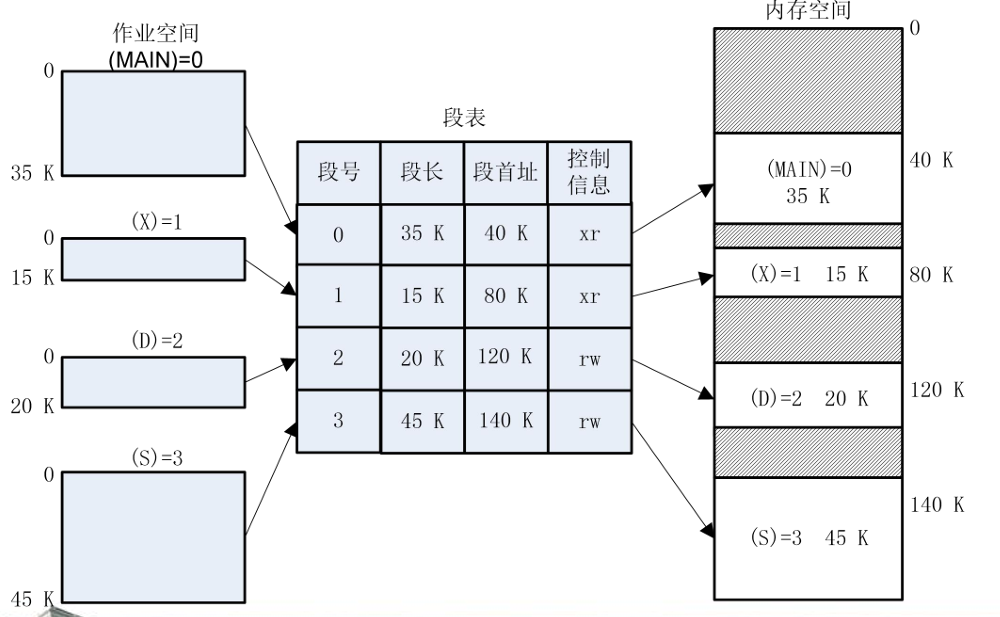 作业空间
(MAIN)=0
0
35 K
(X)=1
0
15 K
(D)=2
0
20 K
(S)=3
0
45 K
段表
段号 段长 段首址 控制信息
0 35 K 40 K xr
1 15 K 80 K xr
2 20 K 120 K rw
3 45 K 140 K rw
内存空间
0
(MAIN)=0
35 K
40 K
(X)=1 15 K
80 K
(D)=2 20 K
120 K
(S)=3 45 K
140 K